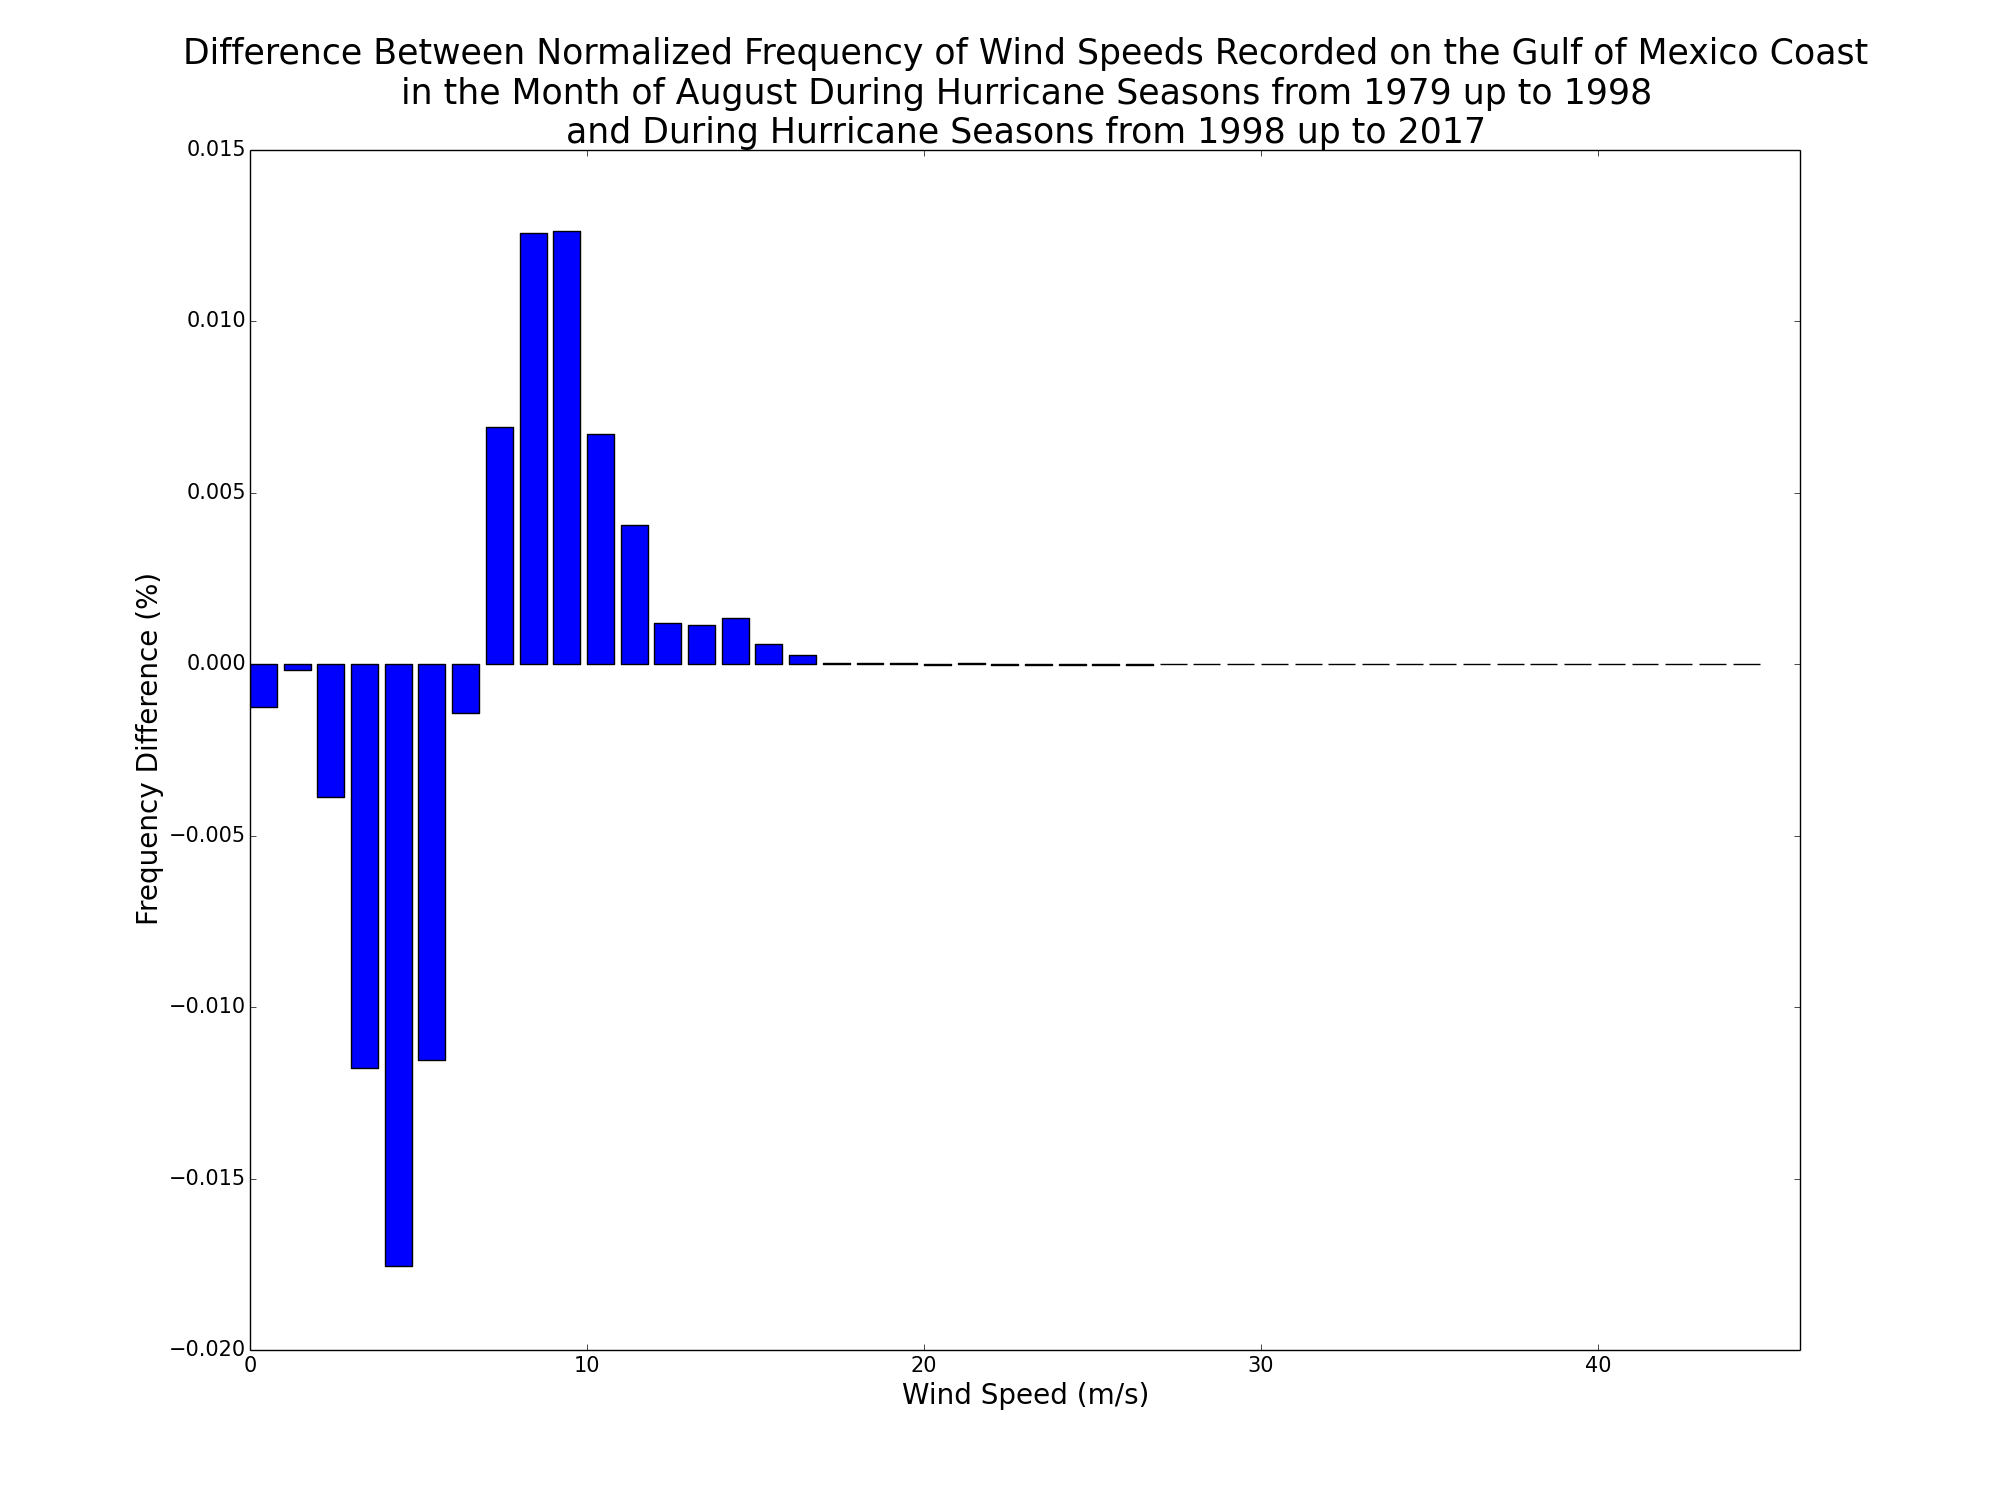 Difference Between Normalized Frequency of Wind Speeds Recorded on the Gulf of Mexico Coast
in the Month of August During Hurricane Seasons from 1979 up to 1998
and During Hurricane Seasons from 1998 up to 2017
0.015
0.010
0.005
0.000
−0.005
−0.010
−0.015
−0.020
Frequency Difference (%)
0 10 20 30 40
Wind Speed (m/s)